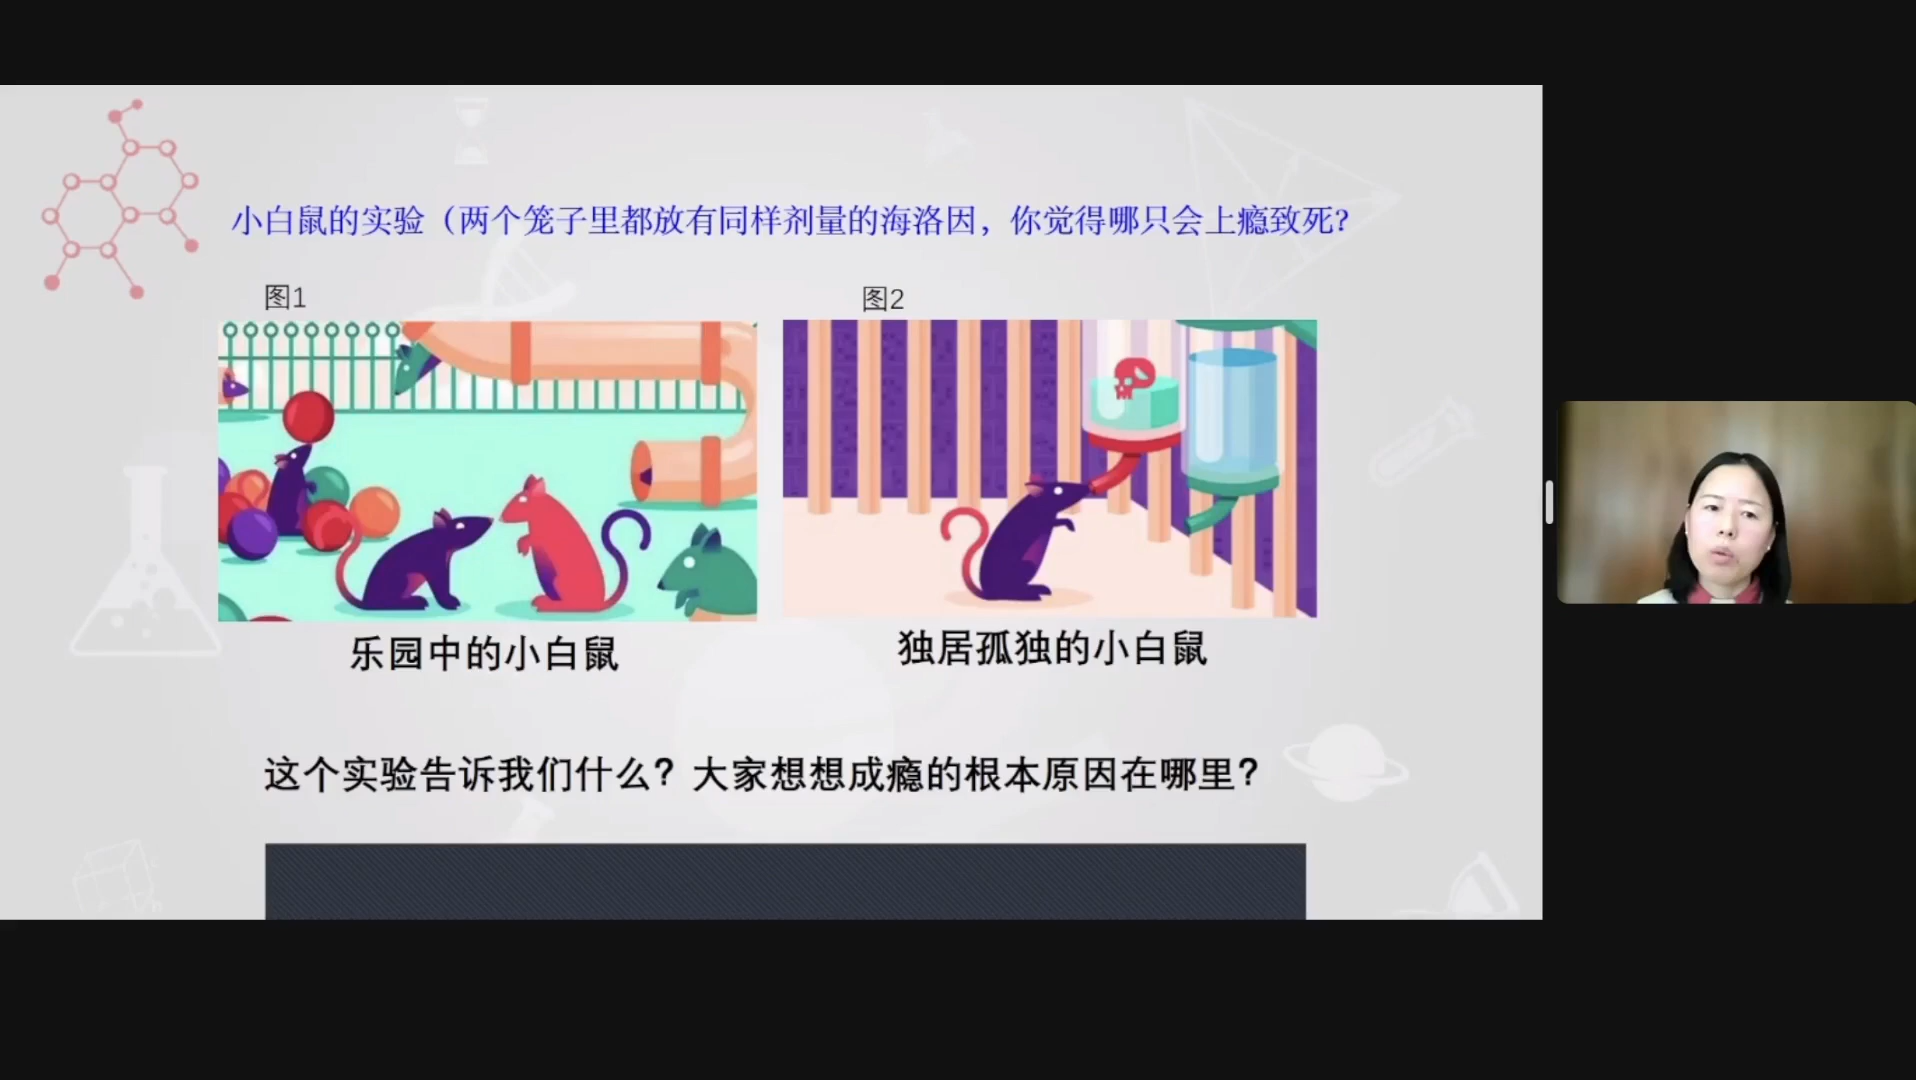 小白鼠的实验（两个笼子里都放有同样剂量的海洛因，你觉得哪只会上瘾致死?
图1
图2
乐园中的小白鼠
独居孤独的小白鼠
这个实验告诉我们什么？大家想想成瘾的根本原因在哪里？